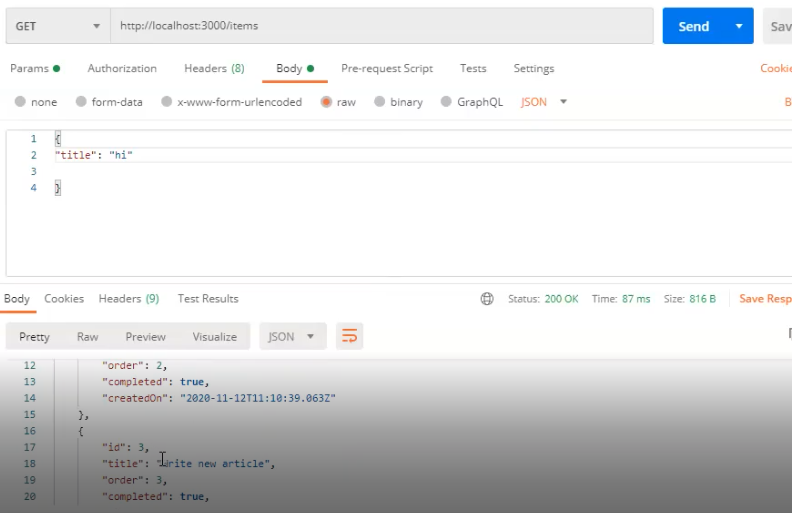 GET http://localhost:3000/items Send Sav
Params Authorization Headers (8) Body Pre-request Script Tests Settings Cookie
none form-data x-www-form-urlencoded raw binary GraphQL JSON B
1 {
2 "title": "hi"
3
4 }
Body Cookies Headers (9) Test Results Status: 200 OK Time: 87 ms Size: 816 B Save Resp
Pretty Raw Preview Visualize JSON
12 "order": 2,
13 "completed": true,
14 "createdOn": "2020-11-12T11:10:39.063Z"
15 },
16 {
17 "id": 3,
18 "title": "Write new article",
19 "order": 3,
20 "completed": true,